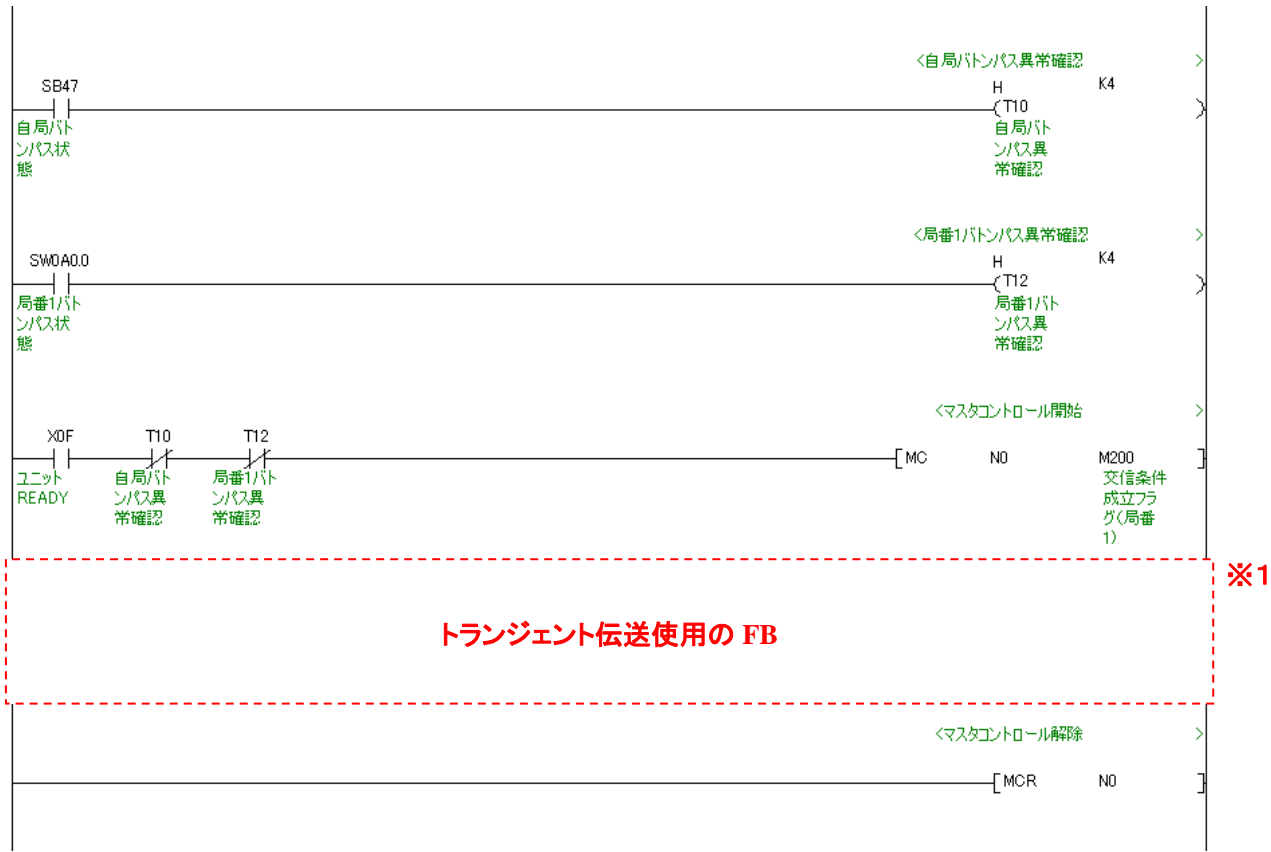 <自局バトンパス異常確認 >
SB47
H K4
T10
自局バト
ンパス状
態
自局バト
ンパス異
常確認
<局番1バトンパス異常確認 >
SW0A0.0
H K4
T12
局番1バト
ンパス状
態
局番1バト
ンパス異
常確認
<マスタコントロール開始 >
X0F T10 T12
MC N0 M200
ユニット
READY
自局バト
ンパス異
常確認
局番1バト
ンパス異
常確認
交信条件
成立フラ
グ(局番
1)
※1
トランジェント伝送使用の FB
<マスタコントロール解除 >
MCR N0